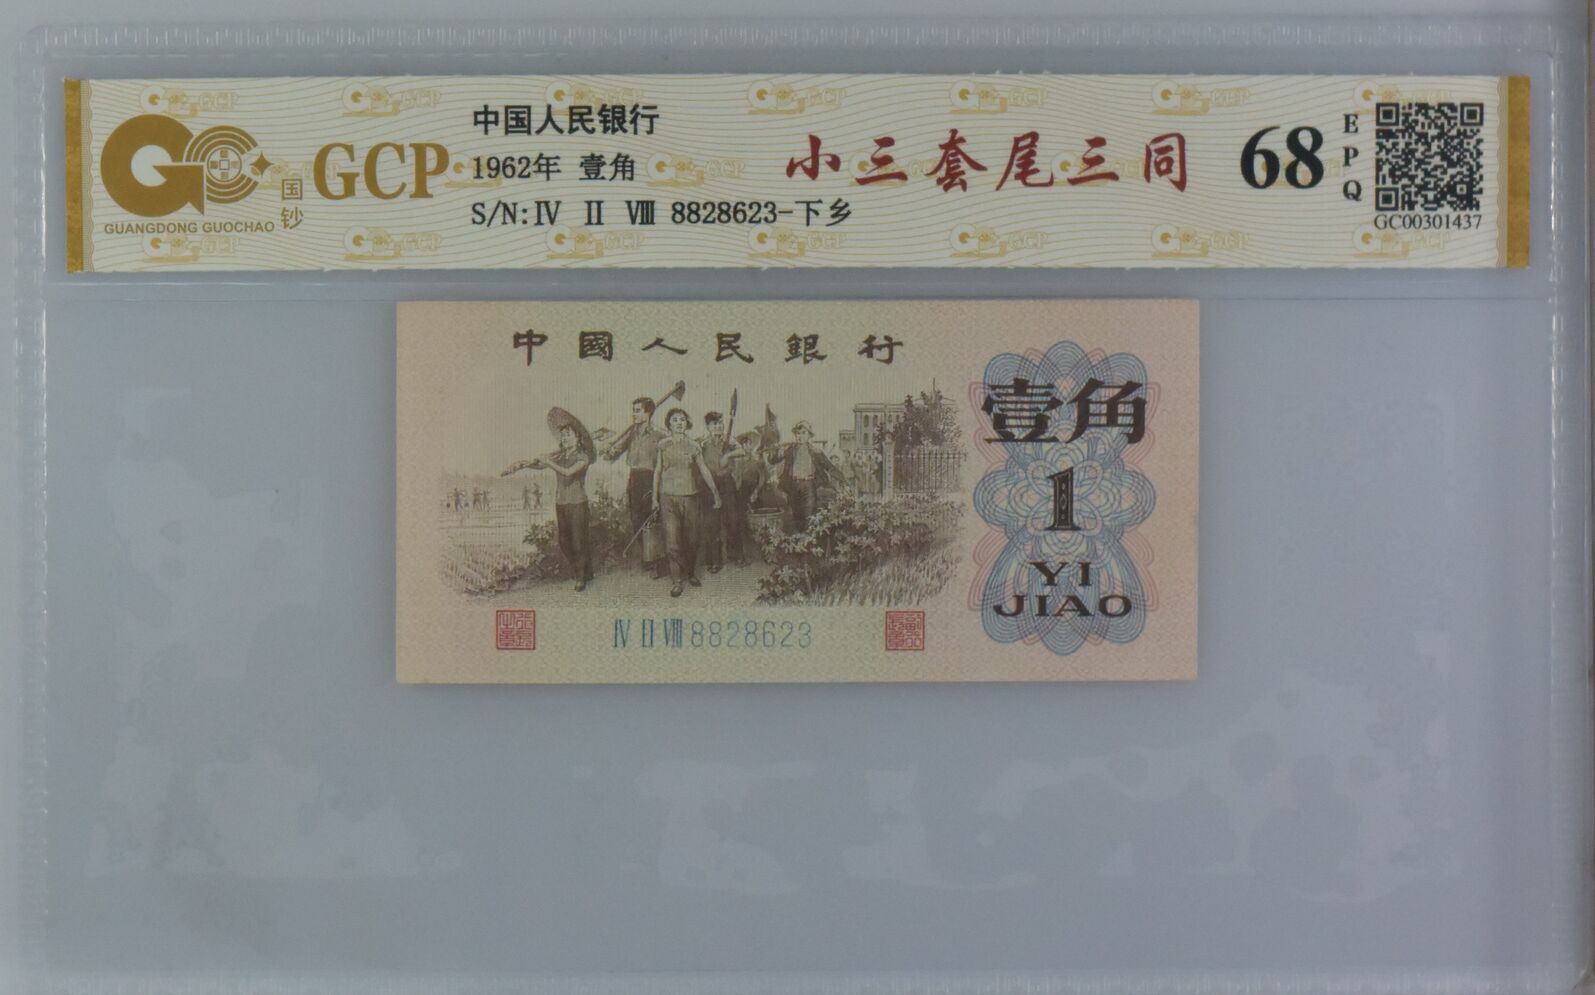 中国人民银行
GCP
1962年 壹角
小三套尾三同
68
EPQ
国钞
GUANGDONG GUOCHAO
S/N:Ⅳ Ⅱ Ⅷ 8828623-下乡
GC00301437
中國人民銀行
壹角
1
YI
JIAO
Ⅳ Ⅱ Ⅷ 8828623